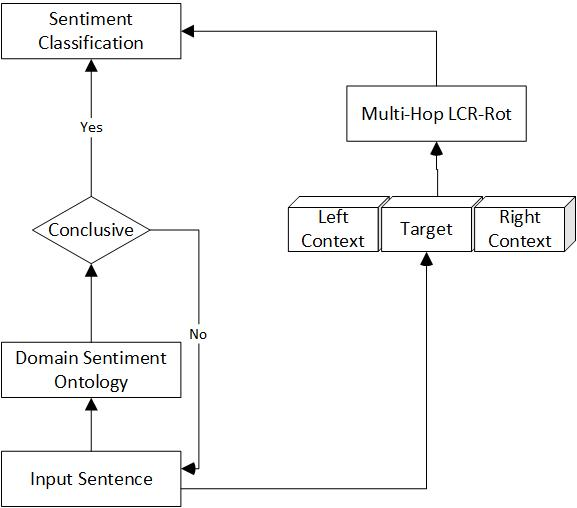 Sentiment
Classification
Multi-Hop LCR-Rot
Yes
Left
Context
Target
Right
Context
Conclusive
No
Domain Sentiment
Ontology
Input Sentence